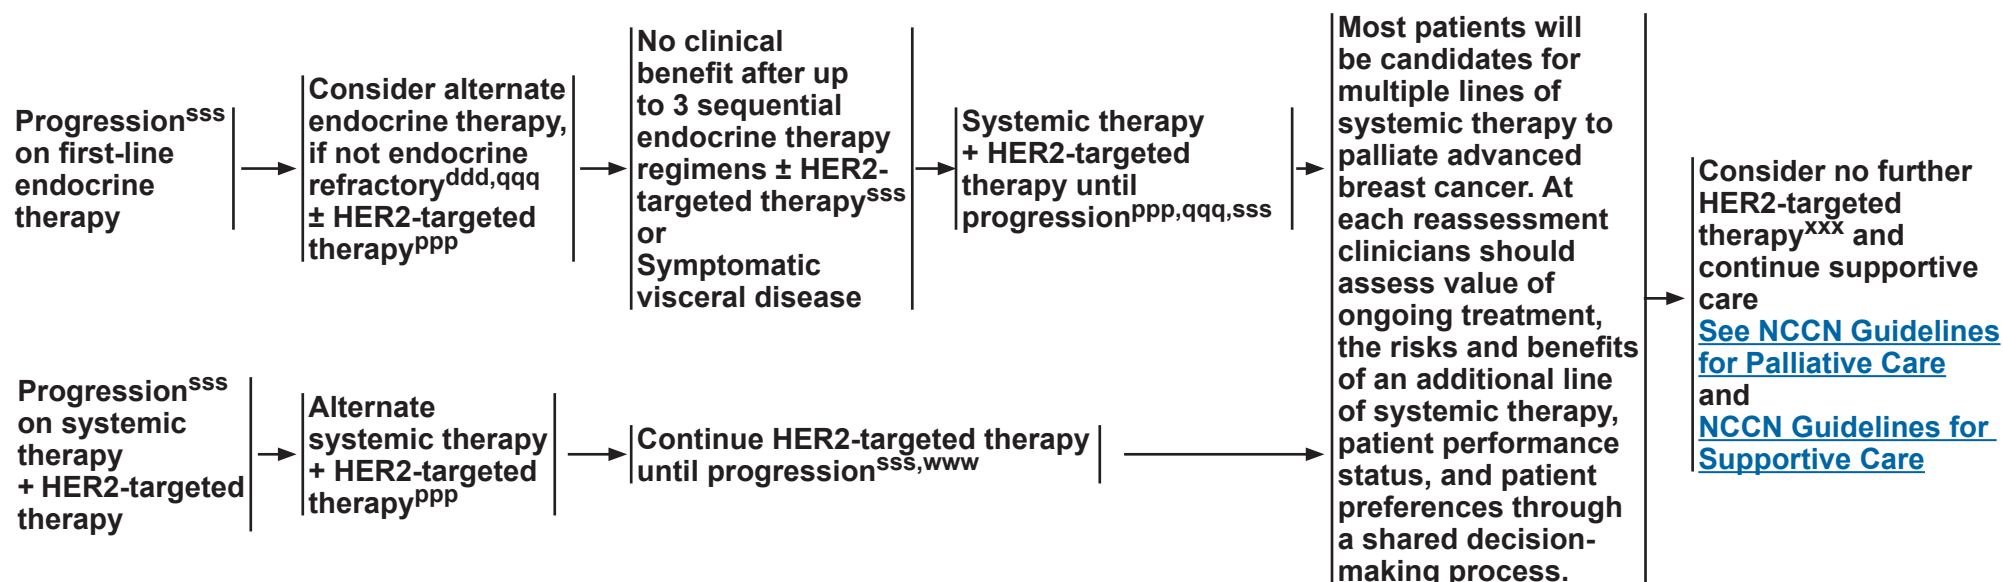 Progressionsss
on first-line
endocrine
therapy
Consider alternate
endocrine therapy,
if not endocrine
refractoryddd,qqq
± HER2-targeted
therapyppp
No clinical
benefit after up
to 3 sequential
endocrine therapy
regimens ± HER2-
targeted therapysss
or
Symptomatic
visceral disease
Systemic therapy
+ HER2-targeted
therapy until
progressionppp,qqq,sss
Progressionsss
on systemic
therapy
+ HER2-targeted
therapy
Alternate
systemic therapy
+ HER2-targeted
therapyppp
Continue HER2-targeted therapy
until progressionsss,www
Most patients will
be candidates for
multiple lines of
systemic therapy to
palliate advanced
breast cancer. At
each reassessment
clinicians should
assess value of
ongoing treatment,
the risks and benefits
of an additional line
of systemic therapy,
patient performance
status, and patient
preferences through
a shared decision-
making process.
Consider no further
HER2-targeted
therapyxxx and
continue supportive
care
See NCCN Guidelines
for Palliative Care
and
NCCN Guidelines for
Supportive Care